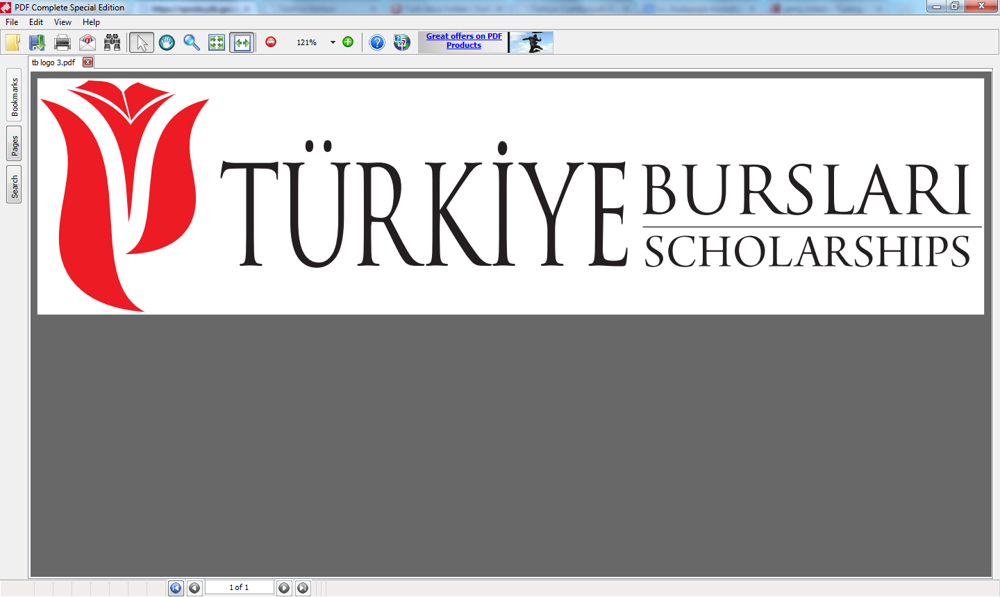 PDF Complete Special Edition
File Edit View Help
121%
Great offers on PDF
Products
tb logo 3.pdf
Bookmarks
Pages
Search
TÜRKİYE
BURSLARI
SCHOLARSHIPS
1 of 1